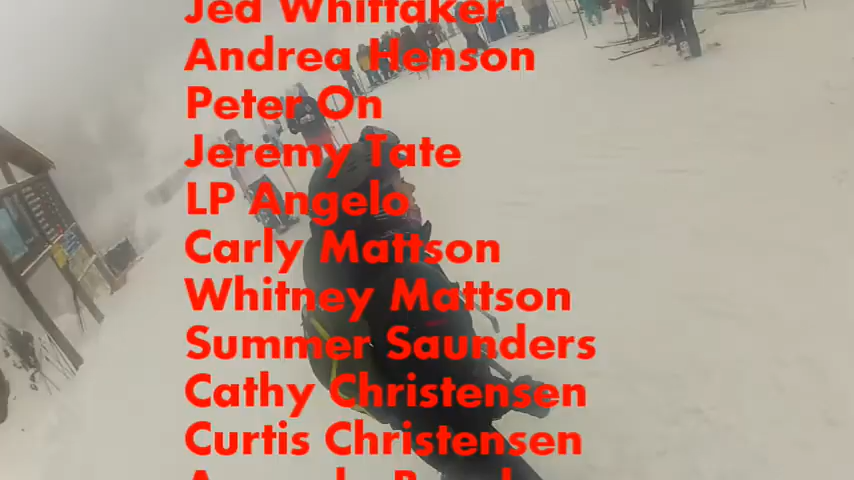 Jed Whittaker
Andrea Henson
Peter On
Jeremy Tate
LP Angelo
Carly Mattson
Whitney Mattson
Summer Saunders
Cathy Christensen
Curtis Christensen